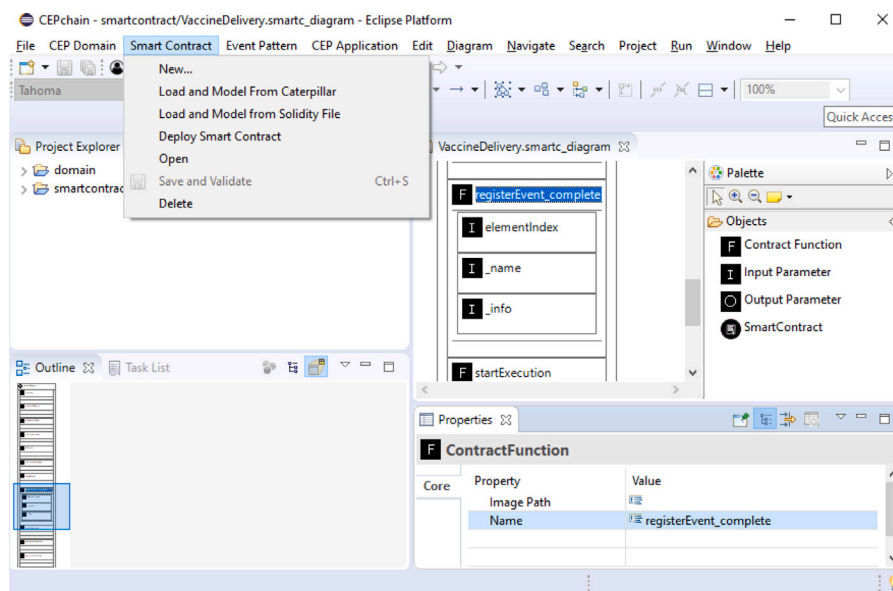 CEPchain - smartcontract/VaccineDelivery.smartc_diagram - Eclipse Platform
File CEP Domain Smart Contract Event Pattern CEP Application Edit Diagram Navigate Search Project Run Window Help
New...
Tahoma
Load and Model From Caterpillar
100%
Load and Model from Solidity File
Quick Acces
Deploy Smart Contract
Project Explorer
VaccineDelivery.smartc_diagram
Open
domain
Palette
Save and Validate Ctrl+S
smartcontrac
Delete
registerEvent_complete
Objects
elementIndex
Contract Function
_name
Input Parameter
_info
Output Parameter
SmartContract
Outline
Task List
startExecution
Properties
ContractFunction
Core
Property Value
Image Path
Name registerEvent_complete